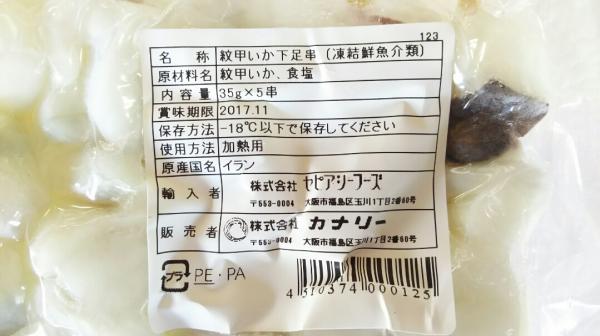 123
名称 紋甲いか下足串(凍結鮮魚介類)
原材料名 紋甲いか、食塩
内容量 35g×5串
賞味期限 2017.11
保存方法 -18℃以下で保存してください
使用方法 加熱用
原産国名 イラン
輸入者 株式会社 ヤピアシーフーズ
〒553-0004 大阪市福島区玉川1丁目2番60号
販売者 株式会社 カナリー
〒553-0004 大阪市福島区玉川1丁目2番60号
プラ PE・PA
4510374000125